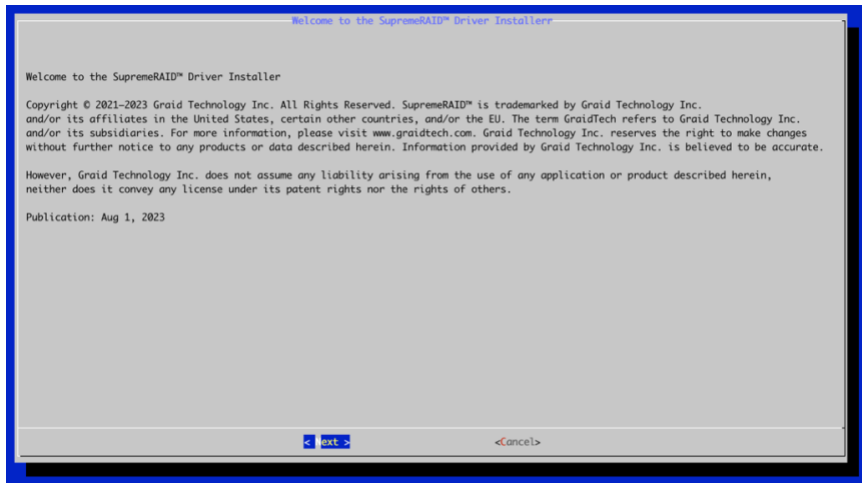 Welcome to the SupremeRAID™ Driver Installerr
Welcome to the SupremeRAID™ Driver Installer
Copyright © 2021-2023 Graid Technology Inc. All Rights Reserved. SupremeRAID™ is trademarked by Graid Technology Inc.
and/or its affiliates in the United States, certain other countries, and/or the EU. The term GraidTech refers to Graid Technology Inc.
and/or its subsidiaries. For more information, please visit www.graidtech.com. Graid Technology Inc. reserves the right to make changes
without further notice to any products or data described herein. Information provided by Graid Technology Inc. is believed to be accurate.
However, Graid Technology Inc. does not assume any liability arising from the use of any application or product described herein,
neither does it convey any license under its patent rights nor the rights of others.
Publication: Aug 1, 2023
< Next > <Cancel>